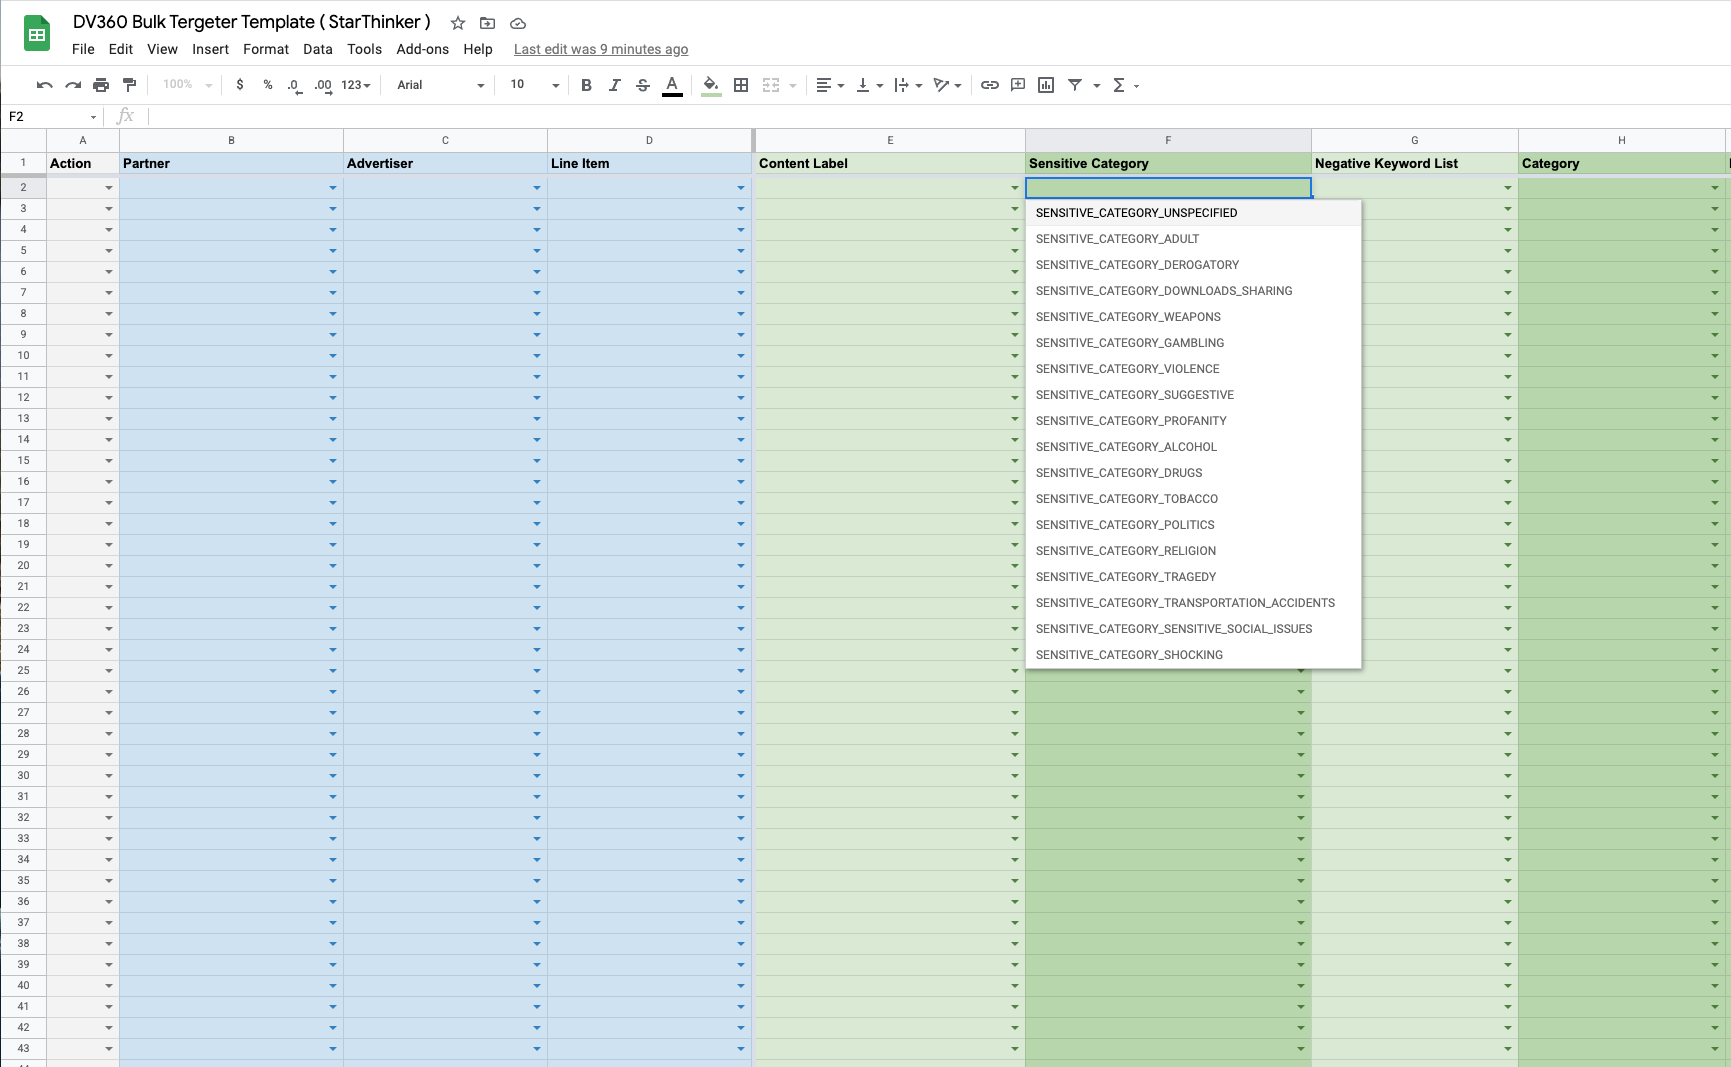 DV360 Bulk Tergeter Template ( StarThinker )
File Edit View Insert Format Data Tools Add-ons Help Last edit was 9 minutes ago
100% $ % .0 .00 123 Arial 10 B I S A
F2 fx
A B C D E F G H
1 Action Partner Advertiser Line Item Content Label Sensitive Category Negative Keyword List Category
2
3 SENSITIVE_CATEGORY_UNSPECIFIED
4 SENSITIVE_CATEGORY_ADULT
5 SENSITIVE_CATEGORY_DEROGATORY
6
7 SENSITIVE_CATEGORY_DOWNLOADS_SHARING
8 SENSITIVE_CATEGORY_WEAPONS
9 SENSITIVE_CATEGORY_GAMBLING
10
11 SENSITIVE_CATEGORY_VIOLENCE
12 SENSITIVE_CATEGORY_SUGGESTIVE
13 SENSITIVE_CATEGORY_PROFANITY
14
15 SENSITIVE_CATEGORY_ALCOHOL
16 SENSITIVE_CATEGORY_DRUGS
17 SENSITIVE_CATEGORY_TOBACCO
18 SENSITIVE_CATEGORY_POLITICS
19 SENSITIVE_CATEGORY_RELIGION
20
21 SENSITIVE_CATEGORY_TRAGEDY
22 SENSITIVE_CATEGORY_TRANSPORTATION_ACCIDENTS
23 SENSITIVE_CATEGORY_SENSITIVE_SOCIAL_ISSUES
24 SENSITIVE_CATEGORY_SHOCKING
25
26
27
28
29
30
31
32
33
34
35
36
37
38
39
40
41
42
43